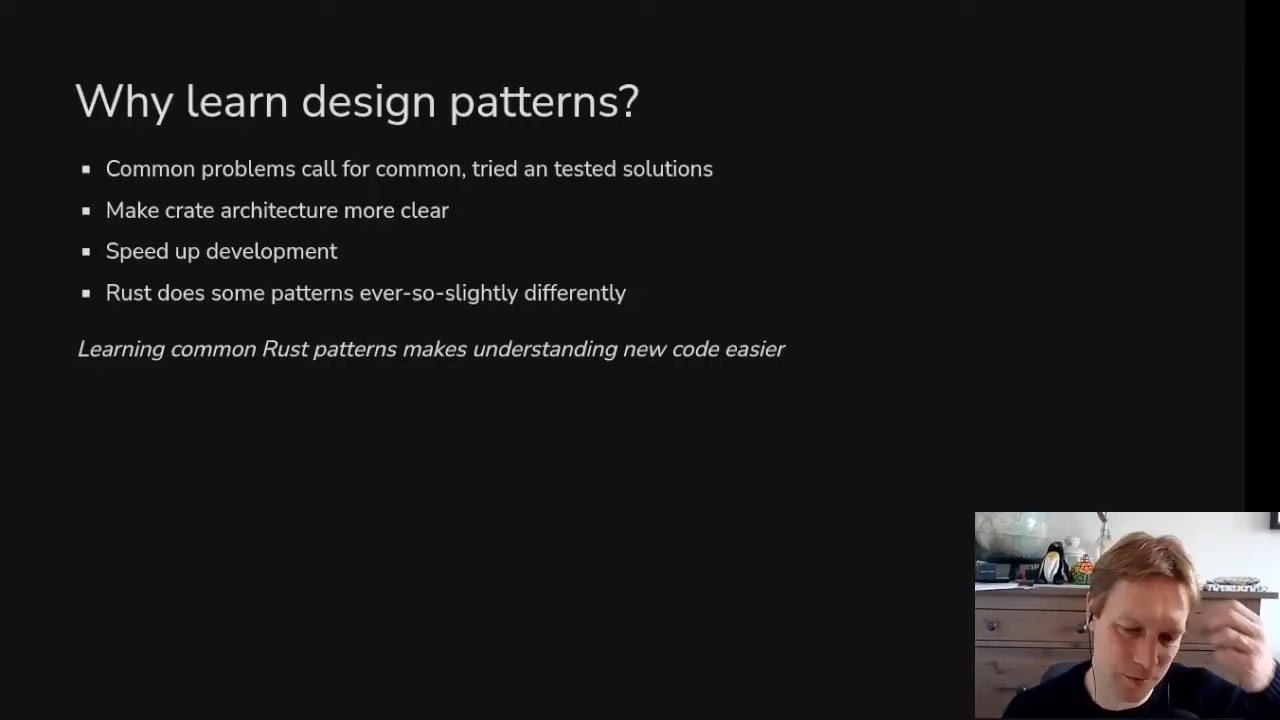 Why learn design patterns?
Common problems call for common, tried an tested solutions
Make crate architecture more clear
Speed up development
Rust does some patterns ever-so-slightly differently
Learning common Rust patterns makes understanding new code easier